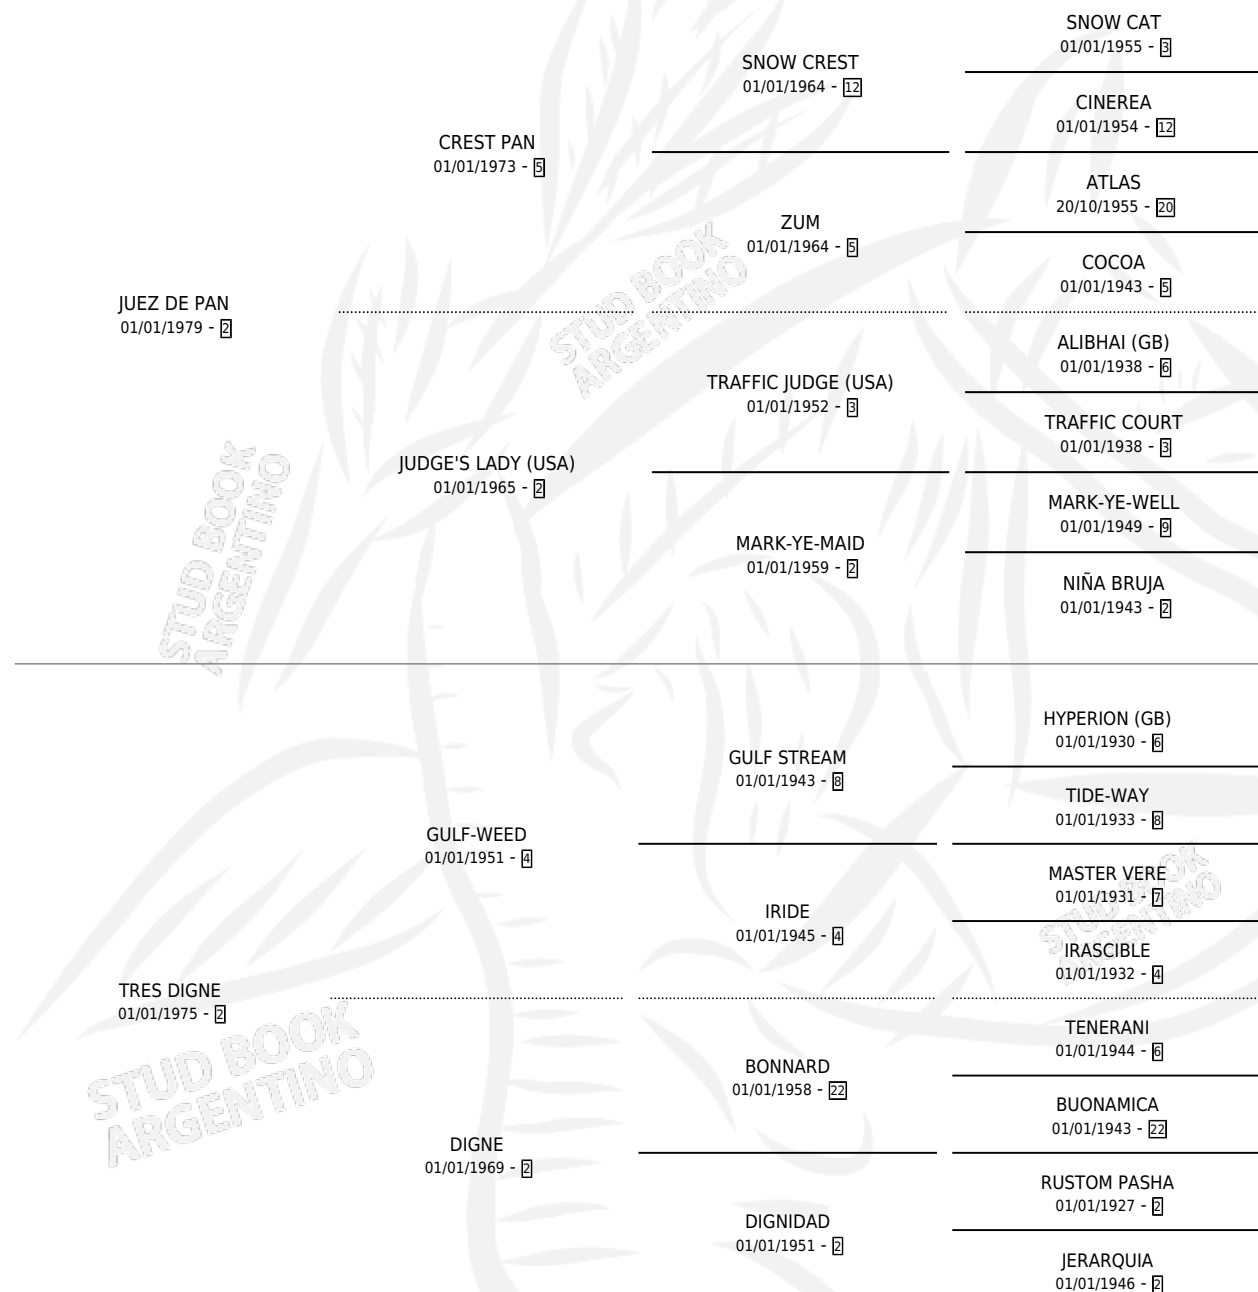 SNOW CAT
01/01/1955 - 3
SNOW CREST
01/01/1964 - 12
CINEREA
01/01/1954 - 12
CREST PAN
01/01/1973 - 5
ATLAS
20/10/1955 - 20
ZUM
01/01/1964 - 5
COCOA
01/01/1943 - 5
JUEZ DE PAN
01/01/1979 - 2
ALIBHAI (GB)
01/01/1938 - 6
TRAFFIC JUDGE (USA)
01/01/1952 - 3
TRAFFIC COURT
01/01/1938 - 3
JUDGE'S LADY (USA)
01/01/1965 - 2
MARK-YE-WELL
01/01/1949 - 9
MARK-YE-MAID
01/01/1959 - 2
NIÑA BRUJA
01/01/1943 - 2
STUD BOOK
ARGENTINO
STUD BOOK
ARGENTINO
HYPERION (GB)
01/01/1930 - 6
GULF STREAM
01/01/1943 - 8
TIDE-WAY
01/01/1933 - 8
GULF-WEED
01/01/1951 - 4
MASTER VERE
01/01/1931 - 7
IRIDE
01/01/1945 - 4
IRASCIBLE
01/01/1932 - 4
TRES DIGNE
01/01/1975 - 2
TENERANI
01/01/1944 - 6
BONNARD
01/01/1958 - 22
BUONAMICA
01/01/1943 - 22
DIGNE
01/01/1969 - 2
RUSTOM PASHA
01/01/1927 - 2
DIGNIDAD
01/01/1951 - 2
JERARQUIA
01/01/1946 - 2
STUD BOOK
ARGENTINO
STUD BOOK
ARGENTINO